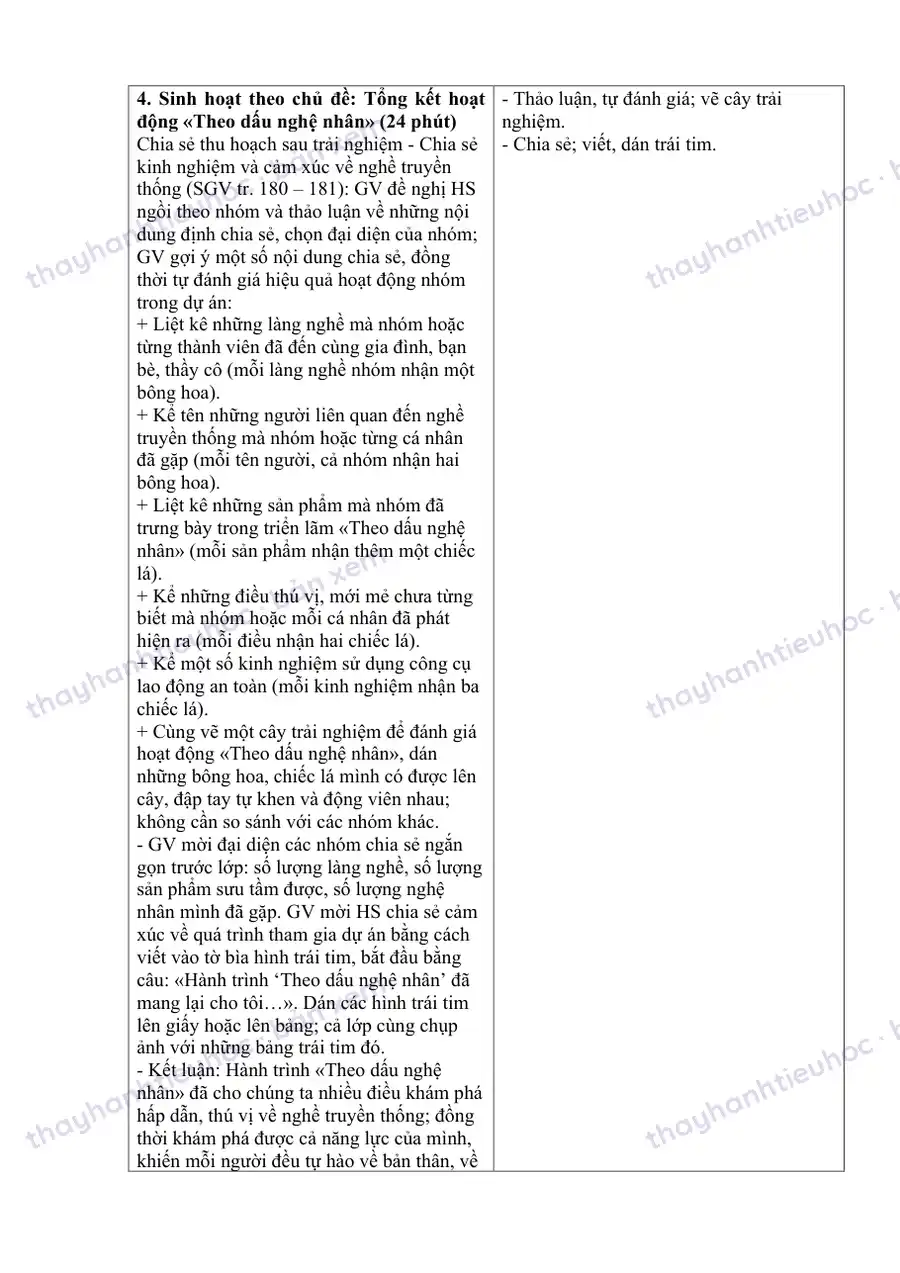 4. Sinh hoạt theo chủ đề: Tổng kết hoạt
động «Theo dấu nghệ nhân» (24 phút)
Chia sẻ thu hoạch sau trải nghiệm - Chia sẻ
kinh nghiệm và cảm xúc về nghề truyền
thống (SGV tr. 180 – 181): GV đề nghị HS
ngồi theo nhóm và thảo luận về những nội
dung định chia sẻ, chọn đại diện của nhóm;
GV gợi ý một số nội dung chia sẻ, đồng
thời tự đánh giá hiệu quả hoạt động nhóm
trong dự án:
+ Liệt kê những làng nghề mà nhóm hoặc
từng thành viên đã đến cùng gia đình, bạn
bè, thầy cô (mỗi làng nghề nhóm nhận một
bông hoa).
+ Kể tên những người liên quan đến nghề
truyền thống mà nhóm hoặc từng cá nhân
đã gặp (mỗi tên người, cả nhóm nhận hai
bông hoa).
+ Liệt kê những sản phẩm mà nhóm đã
trưng bày trong triển lãm «Theo dấu nghệ
nhân» (mỗi sản phẩm nhận thêm một chiếc
lá).
+ Kể những điều thú vị, mới mẻ chưa từng
biết mà nhóm hoặc mỗi cá nhân đã phát
hiện ra (mỗi điều nhận hai chiếc lá).
+ Kể một số kinh nghiệm sử dụng công cụ
lao động an toàn (mỗi kinh nghiệm nhận ba
chiếc lá).
+ Cùng vẽ một cây trải nghiệm để đánh giá
hoạt động «Theo dấu nghệ nhân», dán
những bông hoa, chiếc lá mình có được lên
cây, đập tay tự khen và động viên nhau;
không cần so sánh với các nhóm khác.
- GV mời đại diện các nhóm chia sẻ ngắn
gọn trước lớp: số lượng làng nghề, số lượng
sản phẩm sưu tầm được, số lượng nghệ
nhân mình đã gặp. GV mời HS chia sẻ cảm
xúc về quá trình tham gia dự án bằng cách
viết vào tờ bìa hình trái tim, bắt đầu bằng
câu: «Hành trình ‘Theo dấu nghệ nhân’ đã
mang lại cho tôi…». Dán các hình trái tim
lên giấy hoặc lên bảng; cả lớp cùng chụp
ảnh với những bảng trái tim đó.
- Kết luận: Hành trình «Theo dấu nghệ
nhân» đã cho chúng ta nhiều điều khám phá
hấp dẫn, thú vị về nghề truyền thống; đồng
thời khám phá được cả năng lực của mình,
khiến mỗi người đều tự hào về bản thân, về
- Thảo luận, tự đánh giá; vẽ cây trải
nghiệm.
- Chia sẻ; viết, dán trái tim.
thayhanhtieuhoc · bản xem
thayhanhtieuhoc · b
thayhanhtieuhoc · bản xem
thayhanhtieuhoc · b
thayhanhtieuhoc · bản xem
thayhanhtieuhoc · b